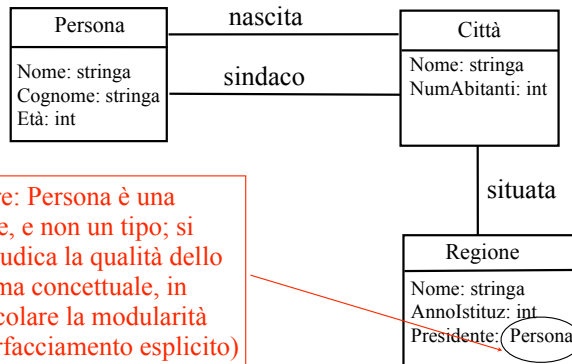 Persona
nascita
Città
Nome: stringa
Cognome: stringa
Età: int
sindaco
Nome: stringa
NumAbitanti: int
situata
re: Persona è una
e, e non un tipo; si
udica la qualità dello
ma concettuale, in
colare la modularità
rfacciamento esplicito)
Regione
Nome: stringa
AnnoIstituz: int
Presidente: Persona